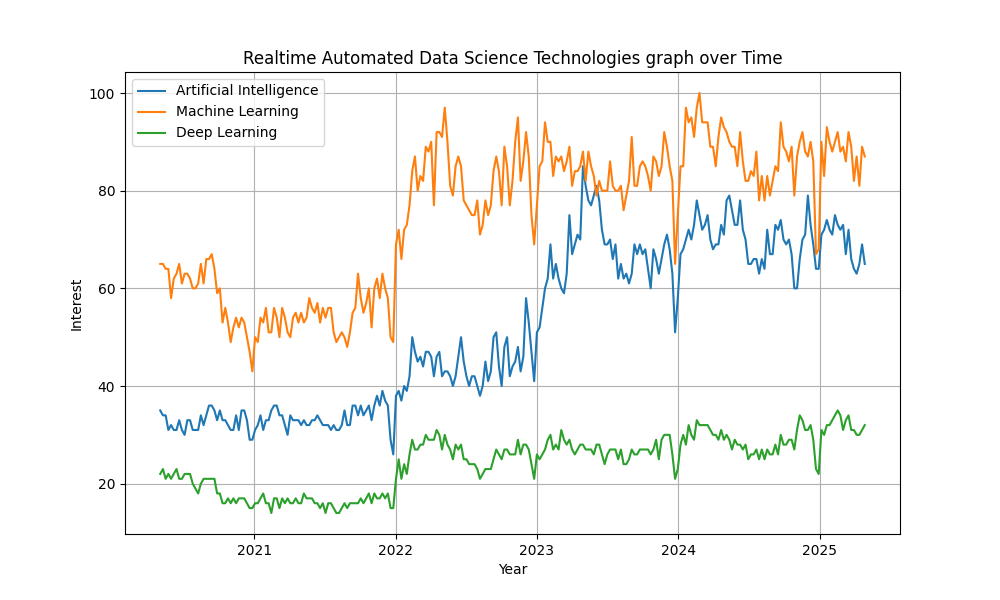 Realtime Automated Data Science Technologies graph over Time
Artificial Intelligence
Machine Learning
Deep Learning
100
80
60
40
20
Interest
2021 2022 2023 2024 2025
Year